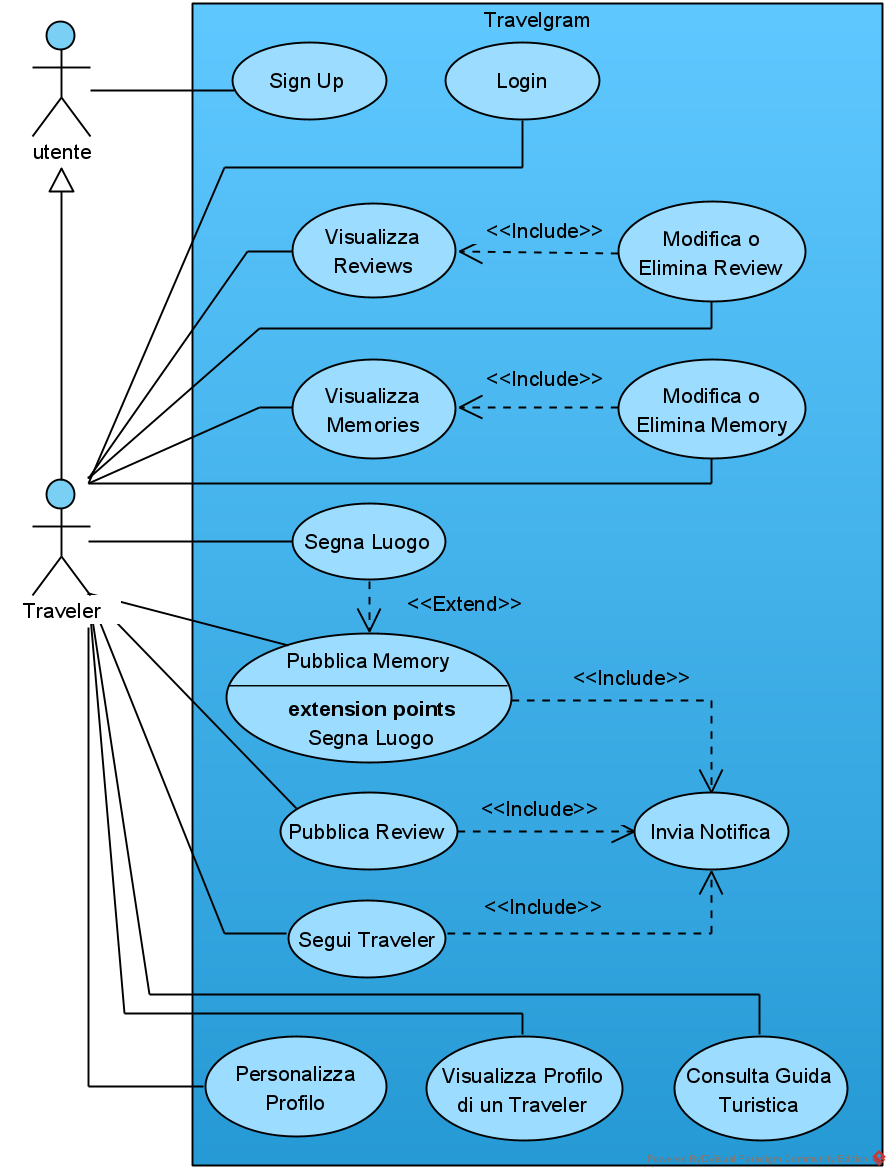 Travelgram
Sign Up
Login
utente
Visualizza
Reviews
<<Include>>
Modifica o
Elimina Review
Visualizza
Memories
<<Include>>
Modifica o
Elimina Memory
Segna Luogo
Traveler
<<Extend>>
Pubblica Memory
extension points
Segna Luogo
<<Include>>
Pubblica Review
<<Include>>
Invia Notifica
Segui Traveler
<<Include>>
Personalizza
Profilo
Visualizza Profilo
di un Traveler
Consulta Guida
Turistica